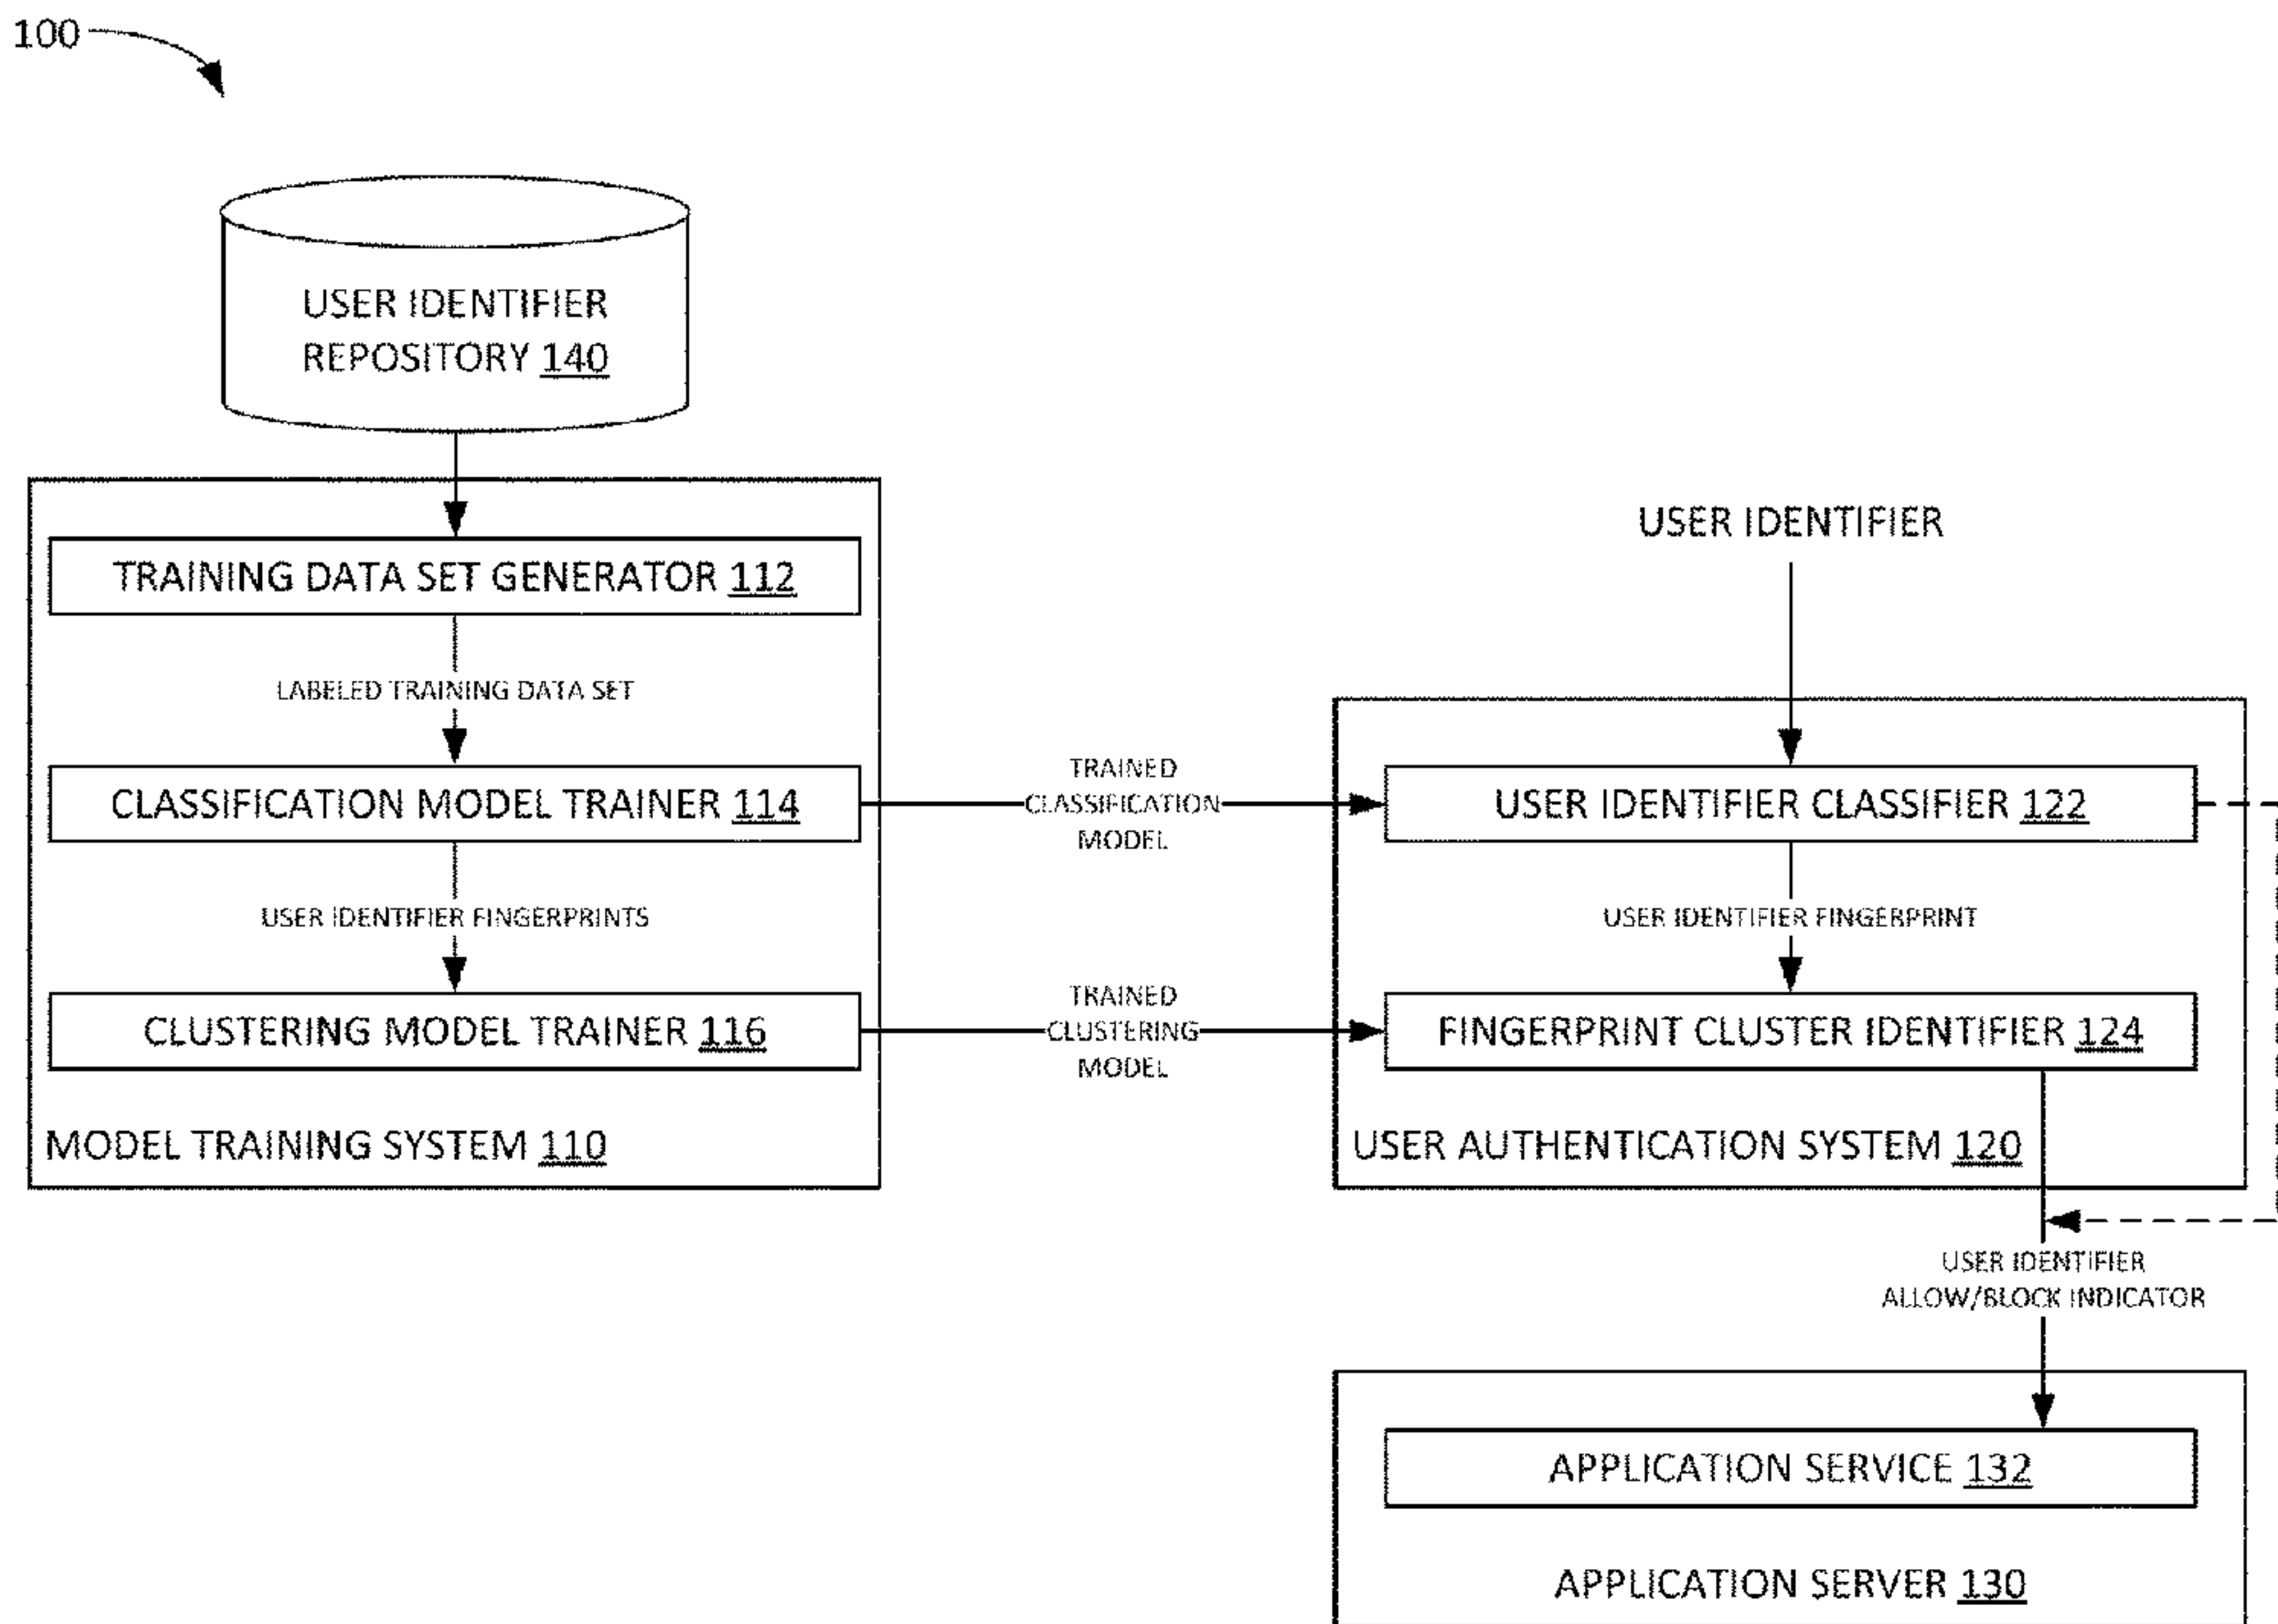 100
USER IDENTIFIER
REPOSITORY 140
TRAINING DATA SET GENERATOR 112
LABELED TRAINING DATA SET
CLASSIFICATION MODEL TRAINER 114
USER IDENTIFIER FINGERPRINTS
CLUSTERING MODEL TRAINER 116
MODEL TRAINING SYSTEM 110
TRAINED
CLASSIFICATION
MODEL
TRAINED
CLUSTERING
MODEL
USER IDENTIFIER
USER IDENTIFIER CLASSIFIER 122
USER IDENTIFIER FINGERPRINT
FINGERPRINT CLUSTER IDENTIFIER 124
USER AUTHENTICATION SYSTEM 120
USER IDENTIFIER
ALLOW/BLOCK INDICATOR
APPLICATION SERVICE 132
APPLICATION SERVER 130